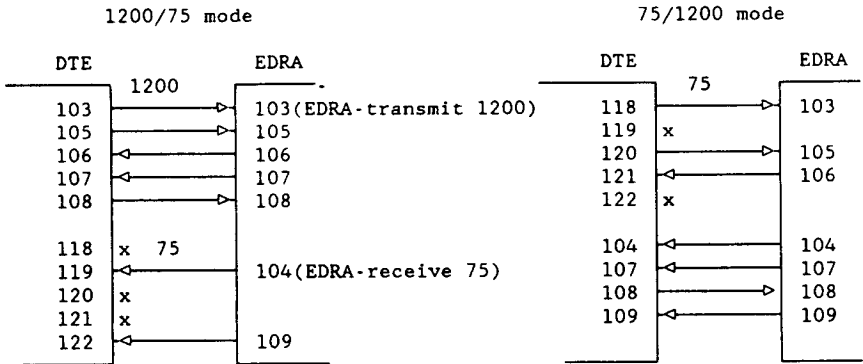 1200/75 mode
DTE EDRA
1200
103 103(EDRA-transmit 1200)
105 105
106 106
107 107
108 108
118 x 75
119 104(EDRA-receive 75)
120 x
121 x
122 109
75/1200 mode
DTE EDRA
75
118 103
119 x
120 105
121 106
122 x
104 104
107 107
108 108
109 109